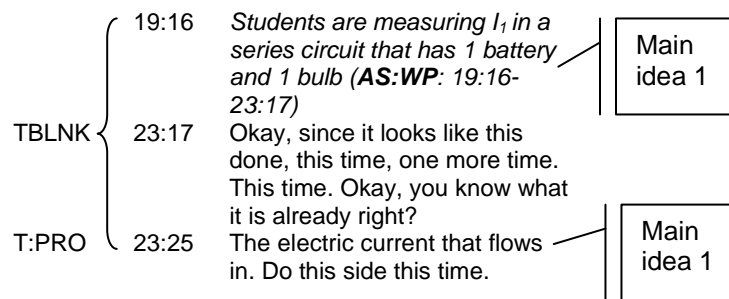 19:16 Students are measuring I1 in a
series circuit that has 1 battery
and 1 bulb (AS:WP: 19:16-
23:17)
Main
idea 1
TBLNK 23:17 Okay, since it looks like this
done, this time, one more time.
This time. Okay, you know what
it is already right?
T:PRO 23:25 The electric current that flows
in. Do this side this time.
Main
idea 1